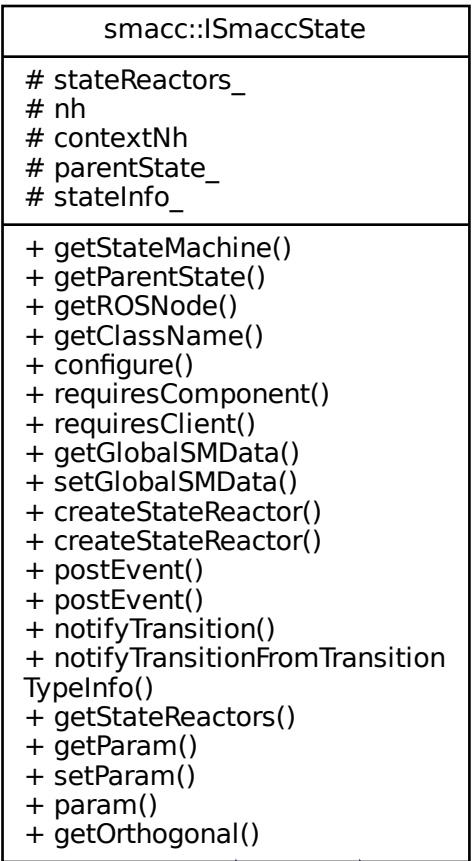 smacc::ISmaccState
# stateReactors_
# nh
# contextNh
# parentState_
# stateInfo_
+ getStateMachine()
+ getParentState()
+ getROSNode()
+ getClassName()
+ configure()
+ requiresComponent()
+ requiresClient()
+ getGlobalSMData()
+ setGlobalSMData()
+ createStateReactor()
+ createStateReactor()
+ postEvent()
+ postEvent()
+ notifyTransition()
+ notifyTransitionFromTransition
TypeInfo()
+ getStateReactors()
+ getParam()
+ setParam()
+ param()
+ getOrthogonal()